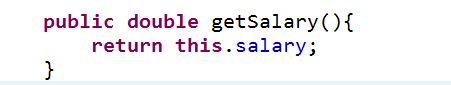 public double getSalary(){
return this.salary;
}